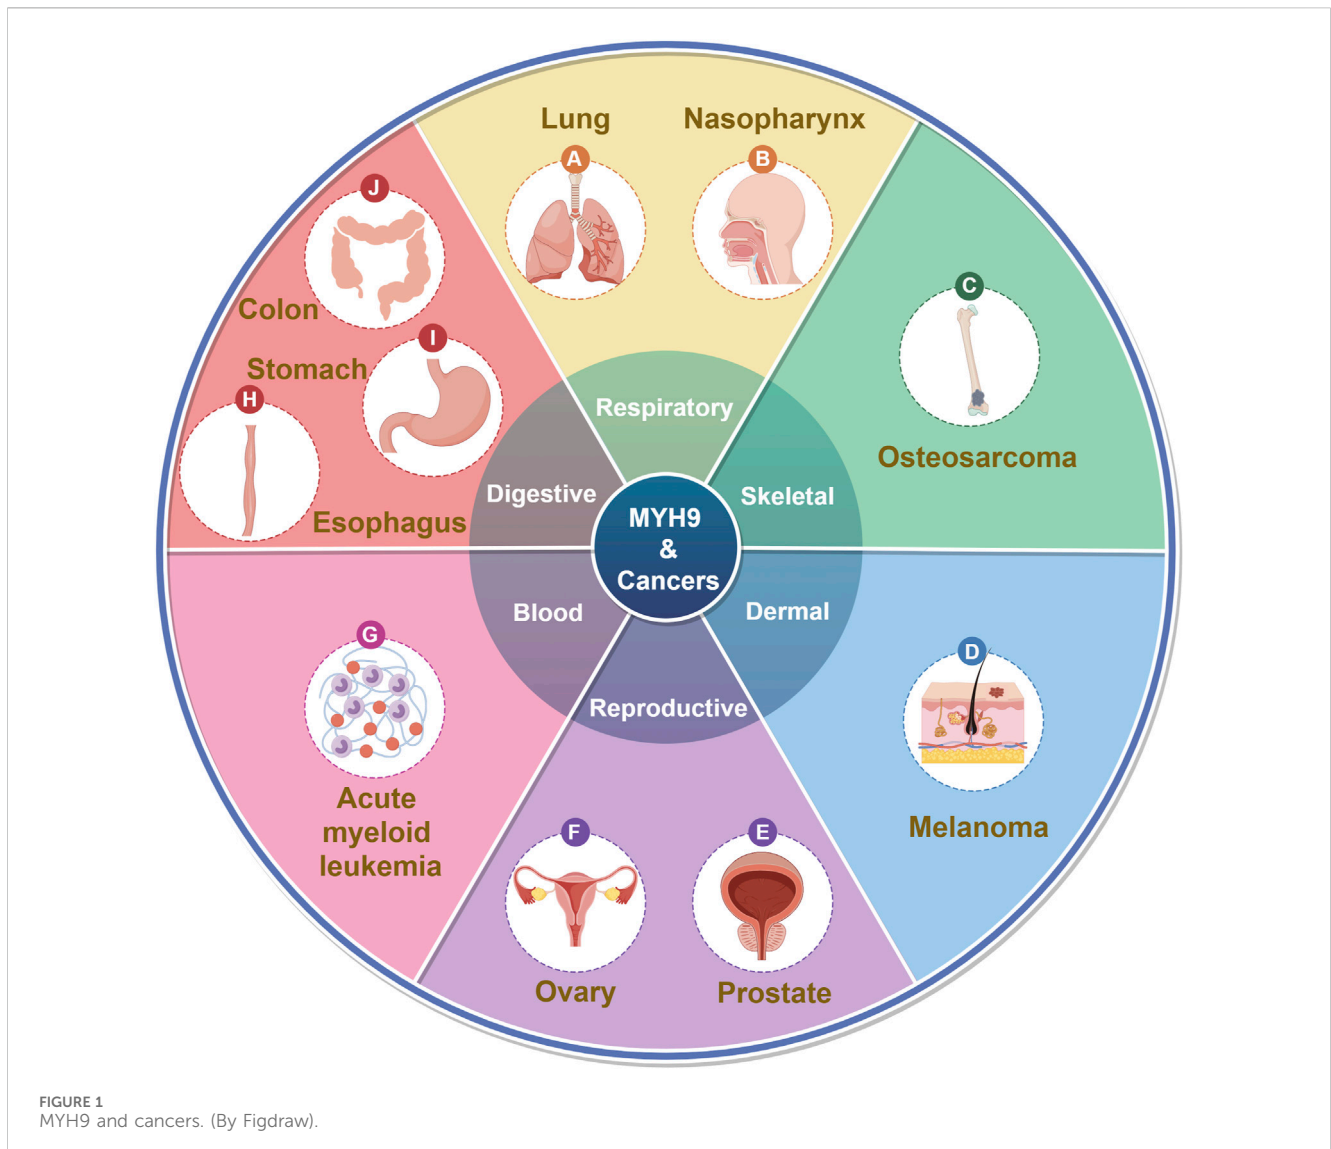 Lung
Nasopharynx
A
B
J
Colon
C
Osteosarcoma
I
Stomach
H
Esophagus
Respiratory
Digestive
Skeletal
MYH9
&
Cancers
Blood
Dermal
Reproductive
G
Acute
myeloid
leukemia
D
Melanoma
F
Ovary
E
Prostate
FIGURE 1
MYH9 and cancers. (By Figdraw).